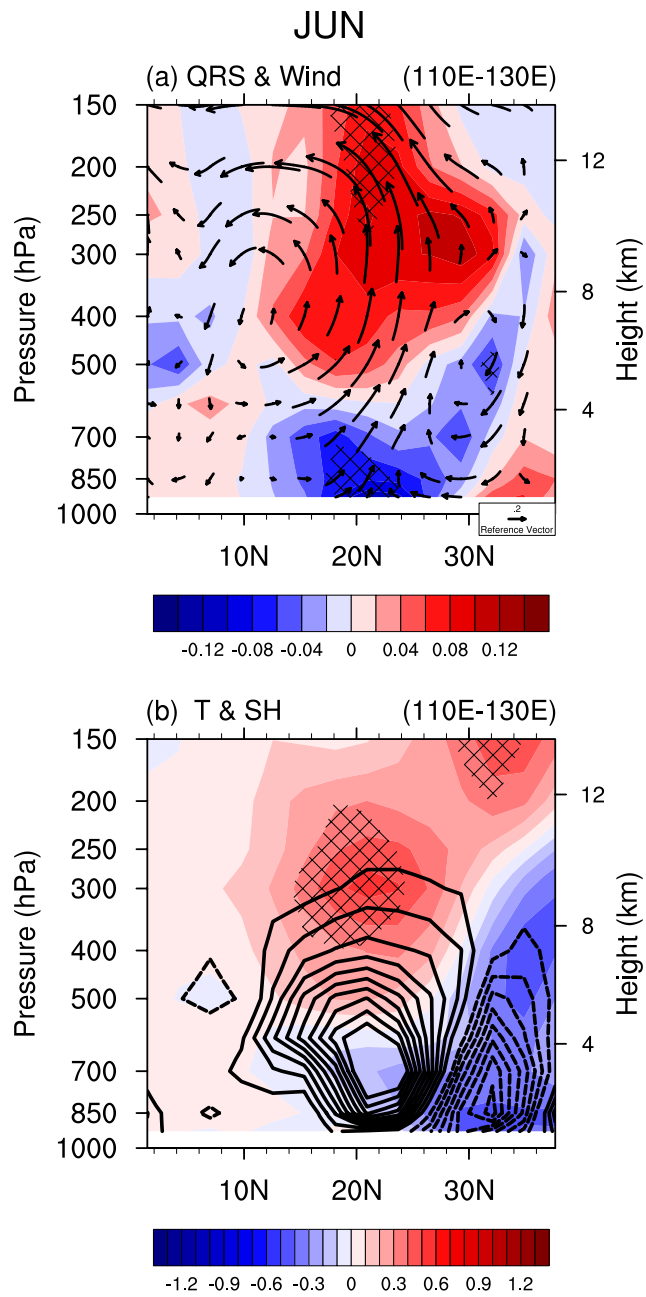 JUN
(a) QRS & Wind (110E-130E)
150
200
250
300
400
500
700
850
1000
Pressure (hPa)
12
8
4
Height (km)
.2
Reference Vector
10N 20N 30N
-0.12 -0.08 -0.04 0 0.04 0.08 0.12
(b) T & SH (110E-130E)
150
200
250
300
400
500
700
850
1000
Pressure (hPa)
12
8
4
Height (km)
10N 20N 30N
-1.2 -0.9 -0.6 -0.3 0 0.3 0.6 0.9 1.2